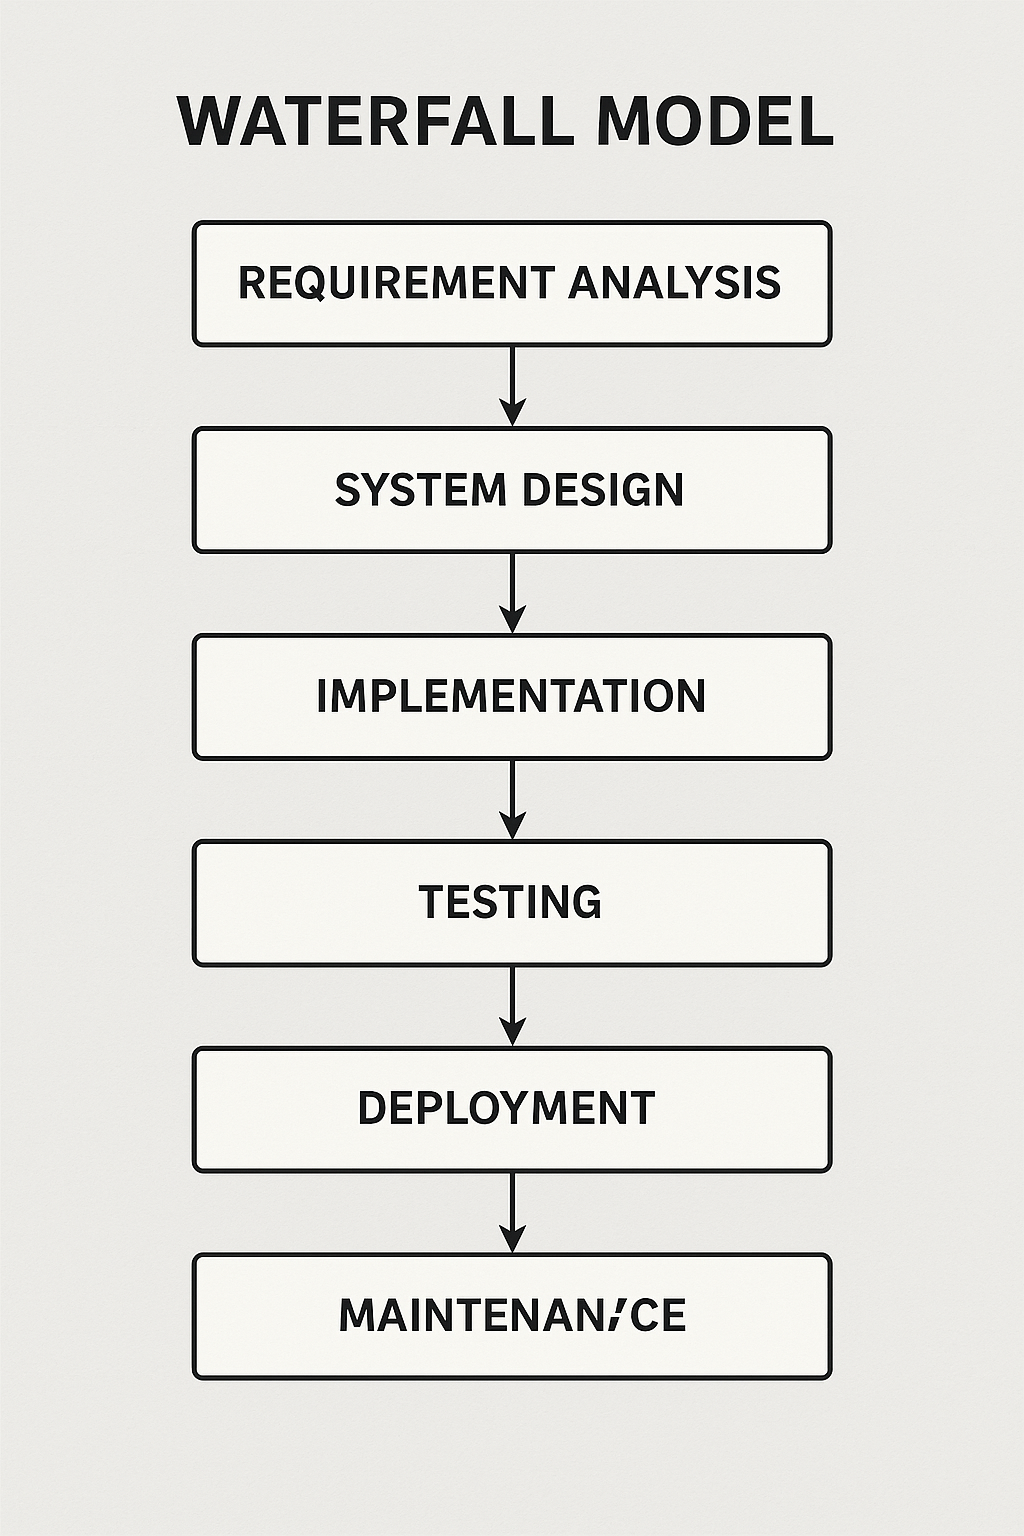 WATERFALL MODEL
REQUIREMENT ANALYSIS
SYSTEM DESIGN
IMPLEMENTATION
TESTING
DEPLOYMENT
MAINTENAN/'CE